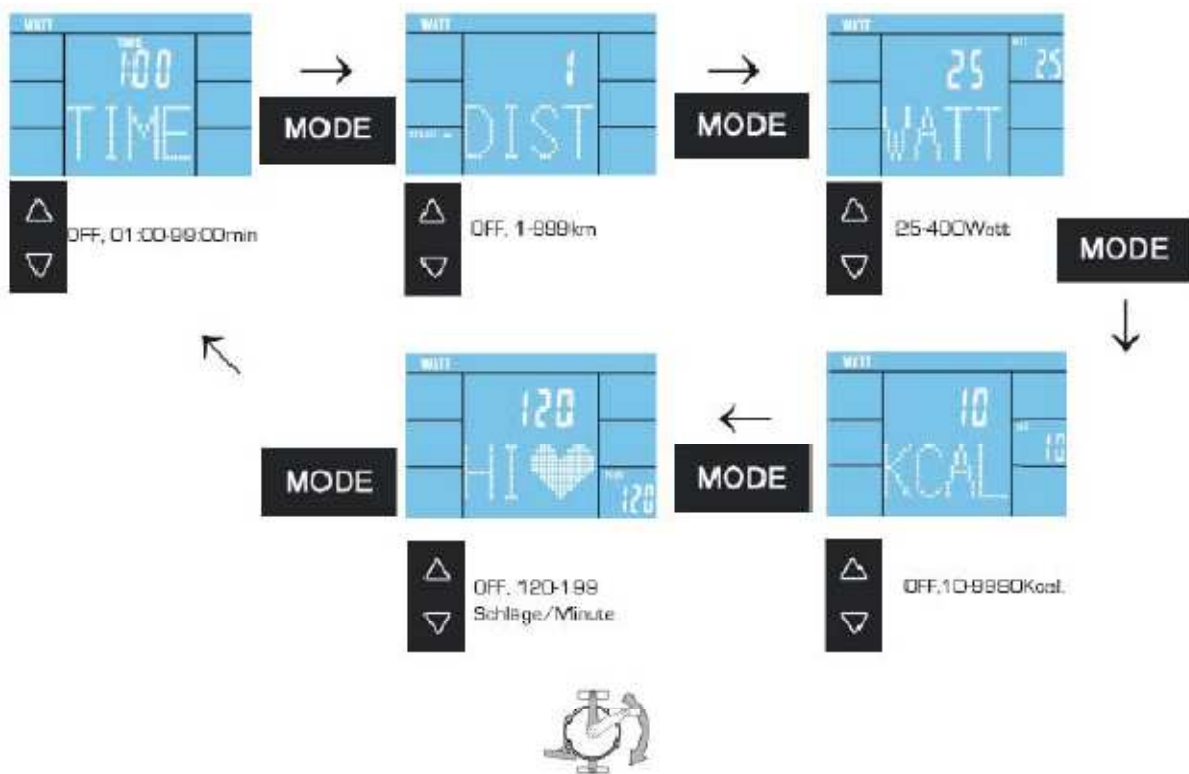 WATT
TIME
1:00
TIME
MODE
OFF, 01:00-99:00min
WATT
1
DIST
MODE
OFF, 1-999km
WATT
25
25
WATT
25-400Watt
MODE
WATT
10
10
KCAL
MODE
OFF,10-9990Kcal.
WATT
120
HI
120
MODE
OFF, 120-199
Schläge/Minute